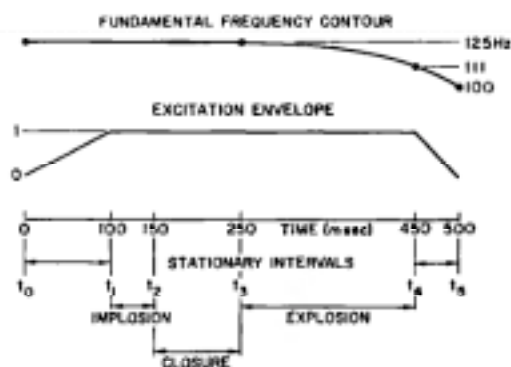 FUNDAMENTAL FREQUENCY CONTOUR
125Hz
111
100
EXCITATION ENVELOPE
1
0
0 100 150 250 TIME (msec) 450 500
STATIONARY INTERVALS
t0 t1 t2 t3 t4 t5
IMPLOSION EXPLOSION
CLOSURE